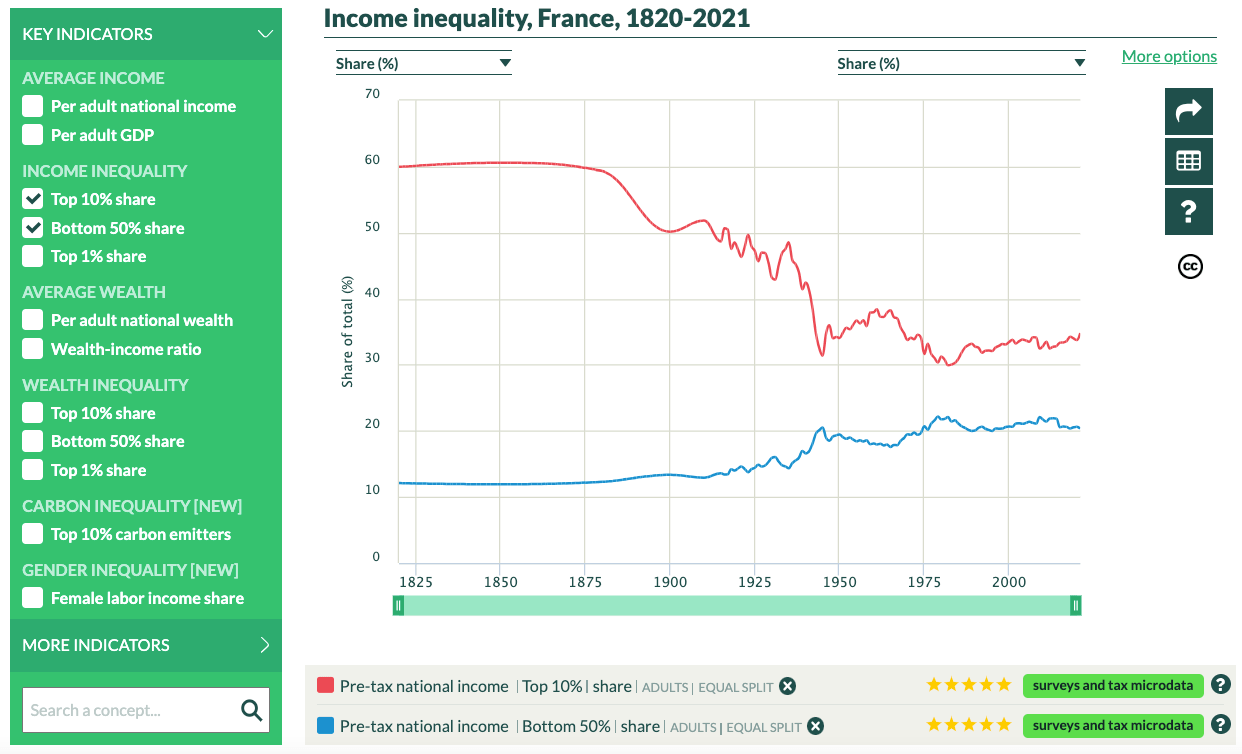 KEY INDICATORS
AVERAGE INCOME
Per adult national income
Per adult GDP
INCOME INEQUALITY
Top 10% share
Bottom 50% share
Top 1% share
AVERAGE WEALTH
Per adult national wealth
Wealth-income ratio
WEALTH INEQUALITY
Top 10% share
Bottom 50% share
Top 1% share
CARBON INEQUALITY [NEW]
Top 10% carbon emitters
GENDER INEQUALITY [NEW]
Female labor income share
MORE INDICATORS
Search a concept...
Income inequality, France, 1820-2021
Share (%) Share (%) More options
Share of total (%)
70
60
50
40
30
20
10
0
1825 1850 1875 1900 1925 1950 1975 2000
?
cc
Pre-tax national income | Top 10% | share | ADULTS | EQUAL SPLIT surveys and tax microdata ?
Pre-tax national income | Bottom 50% | share | ADULTS | EQUAL SPLIT surveys and tax microdata ?